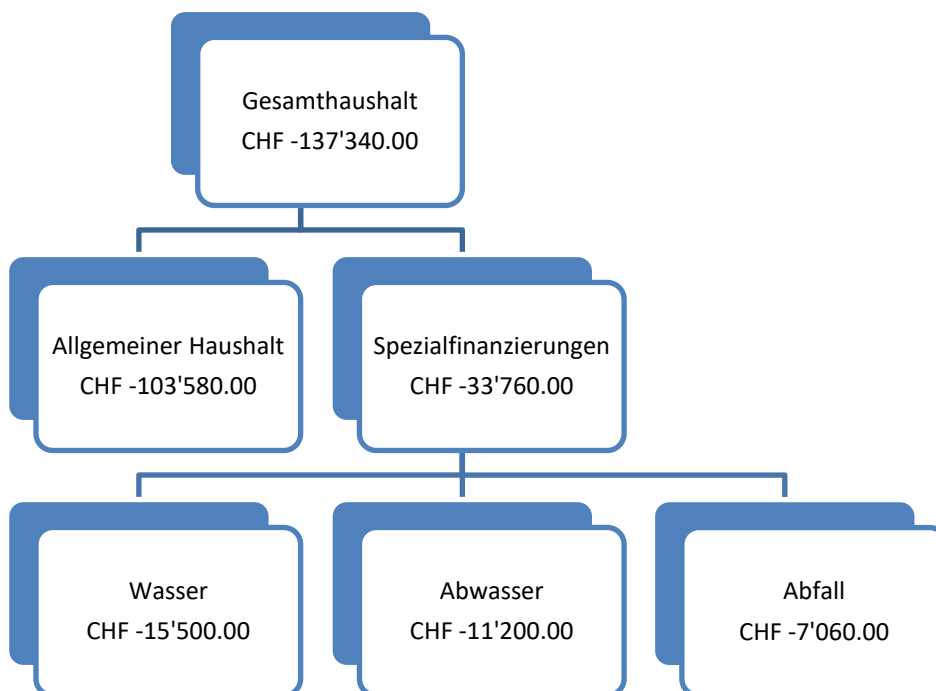 Gesamthaushalt
CHF -137'340.00
Allgemeiner Haushalt
CHF -103'580.00
Spezialfinanzierungen
CHF -33'760.00
Wasser
CHF -15'500.00
Abwasser
CHF -11'200.00
Abfall
CHF -7'060.00